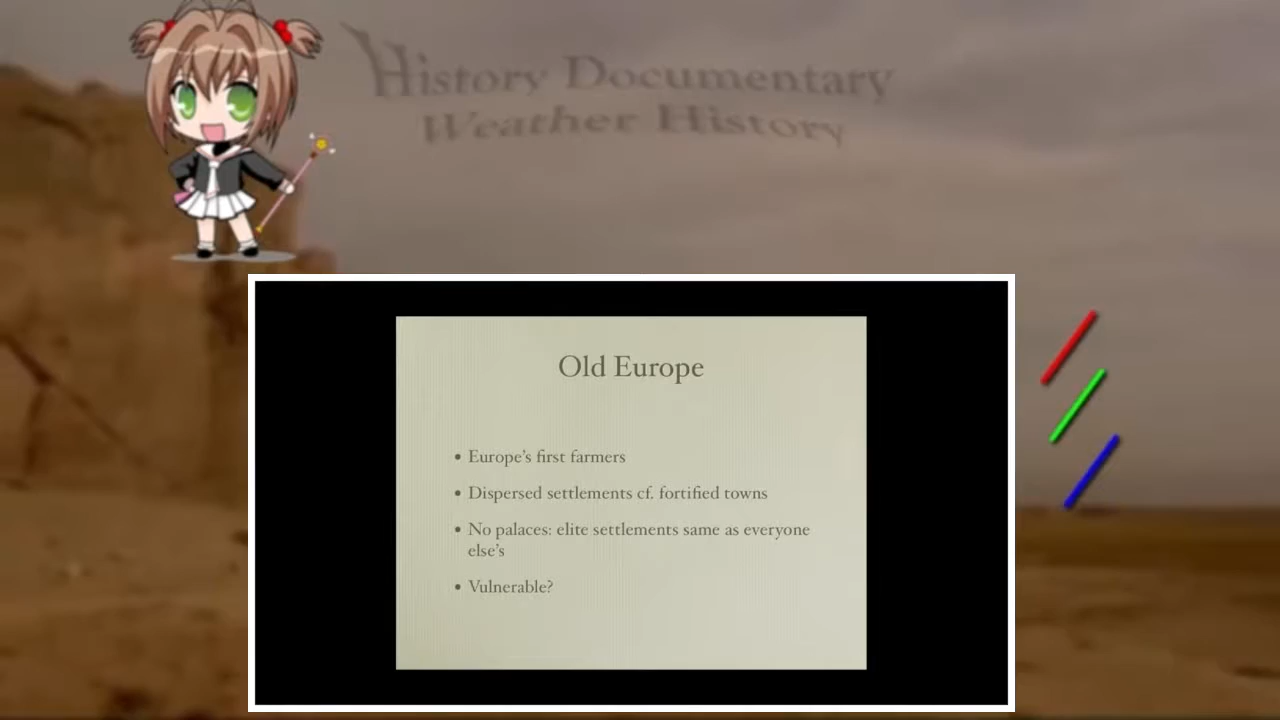 History Documentary
Weather History
Old Europe
• Europe's first farmers
• Dispersed settlements cf. fortified towns
• No palaces: elite settlements same as everyone
else's
• Vulnerable?